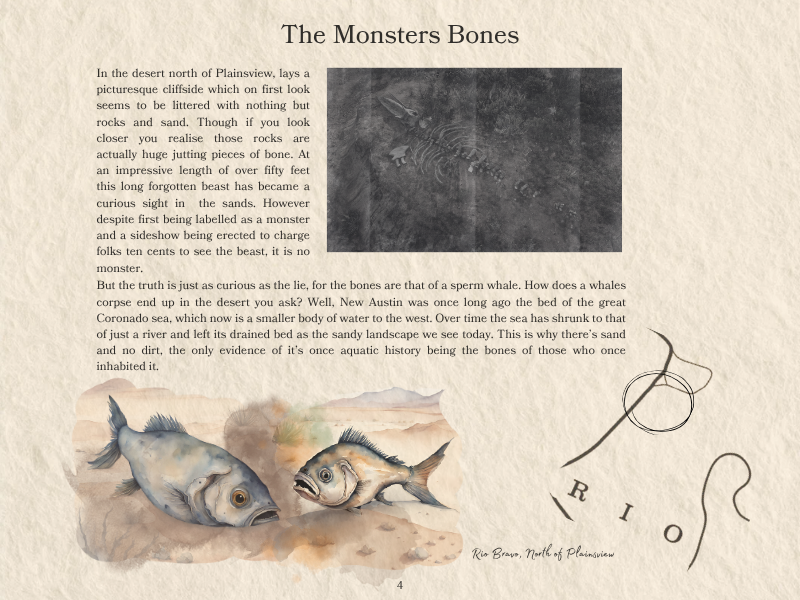 The Monsters Bones
In the desert north of Plainsview, lays a
picturesque cliffside which on first look
seems to be littered with nothing but
rocks and sand. Though if you look
closer you realise those rocks are
actually huge jutting pieces of bone. At
an impressive length of over fifty feet
this long forgotten beast has became a
curious sight in the sands. However
despite first being labelled as a monster
and a sideshow being erected to charge
folks ten cents to see the beast, it is no
monster.
But the truth is just as curious as the lie, for the bones are that of a sperm whale. How does a whales
corpse end up in the desert you ask? Well, New Austin was once long ago the bed of the great
Coronado sea, which now is a smaller body of water to the west. Over time the sea has shrunk to that
of just a river and left its drained bed as the sandy landscape we see today. This is why there's sand
and no dirt, the only evidence of it's once aquatic history being the bones of those who once
inhabited it.
RIO
Rio Bravo, North of Plainsview
4